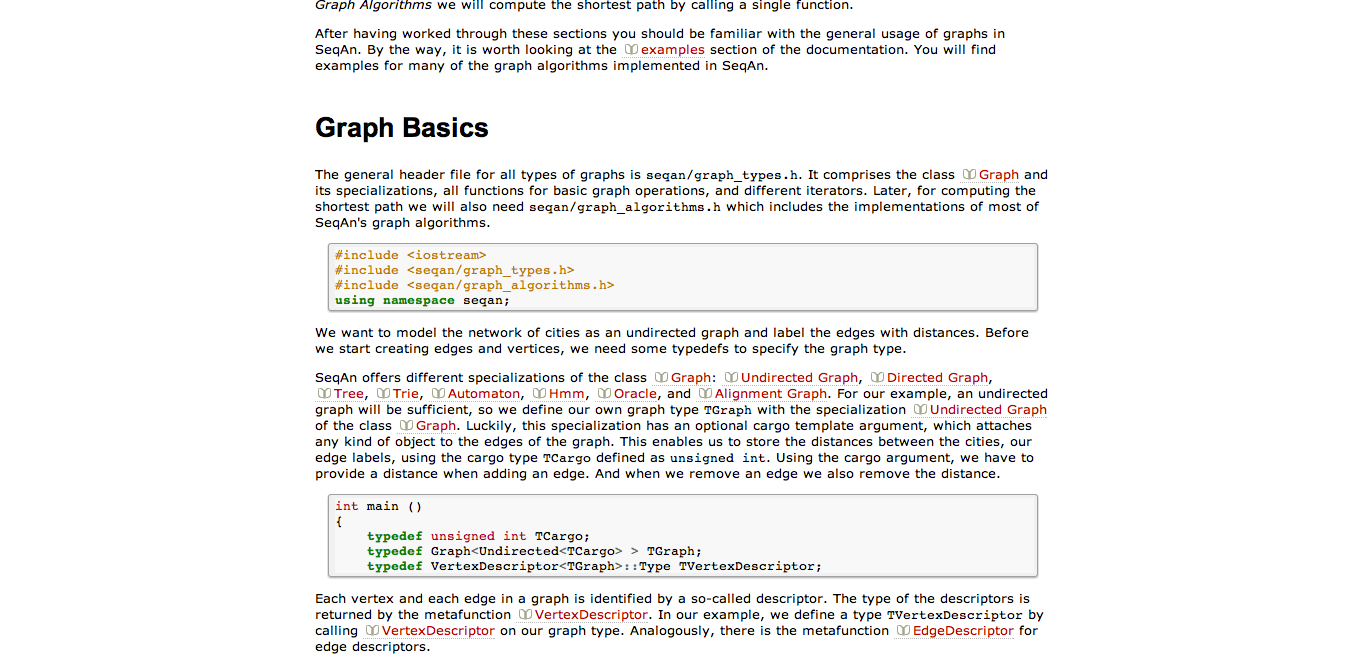 Graph Algorithms we will compute the shortest path by calling a single function.
After having worked through these sections you should be familiar with the general usage of graphs in
SeqAn. By the way, it is worth looking at the examples section of the documentation. You will find
examples for many of the graph algorithms implemented in SeqAn.
Graph Basics
The general header file for all types of graphs is seqan/graph_types.h. It comprises the class Graph and
its specializations, all functions for basic graph operations, and different iterators. Later, for computing the
shortest path we will also need seqan/graph_algorithms.h which includes the implementations of most of
SeqAn's graph algorithms.
#include <iostream>
#include <seqan/graph_types.h>
#include <seqan/graph_algorithms.h>
using namespace seqan;
We want to model the network of cities as an undirected graph and label the edges with distances. Before
we start creating edges and vertices, we need some typedefs to specify the graph type.
SeqAn offers different specializations of the class Graph: Undirected Graph, Directed Graph,
Tree, Trie, Automaton, Hmm, Oracle, and Alignment Graph. For our example, an undirected
graph will be sufficient, so we define our own graph type TGraph with the specialization Undirected Graph
of the class Graph. Luckily, this specialization has an optional cargo template argument, which attaches
any kind of object to the edges of the graph. This enables us to store the distances between the cities, our
edge labels, using the cargo type TCargo defined as unsigned int. Using the cargo argument, we have to
provide a distance when adding an edge. And when we remove an edge we also remove the distance.
int main ()
{
    typedef unsigned int TCargo;
    typedef Graph<Undirected<TCargo> > TGraph;
    typedef VertexDescriptor<TGraph>::Type TVertexDescriptor;
Each vertex and each edge in a graph is identified by a so-called descriptor. The type of the descriptors is
returned by the metafunction VertexDescriptor. In our example, we define a type TVertexDescriptor by
calling VertexDescriptor on our graph type. Analogously, there is the metafunction EdgeDescriptor for
edge descriptors.